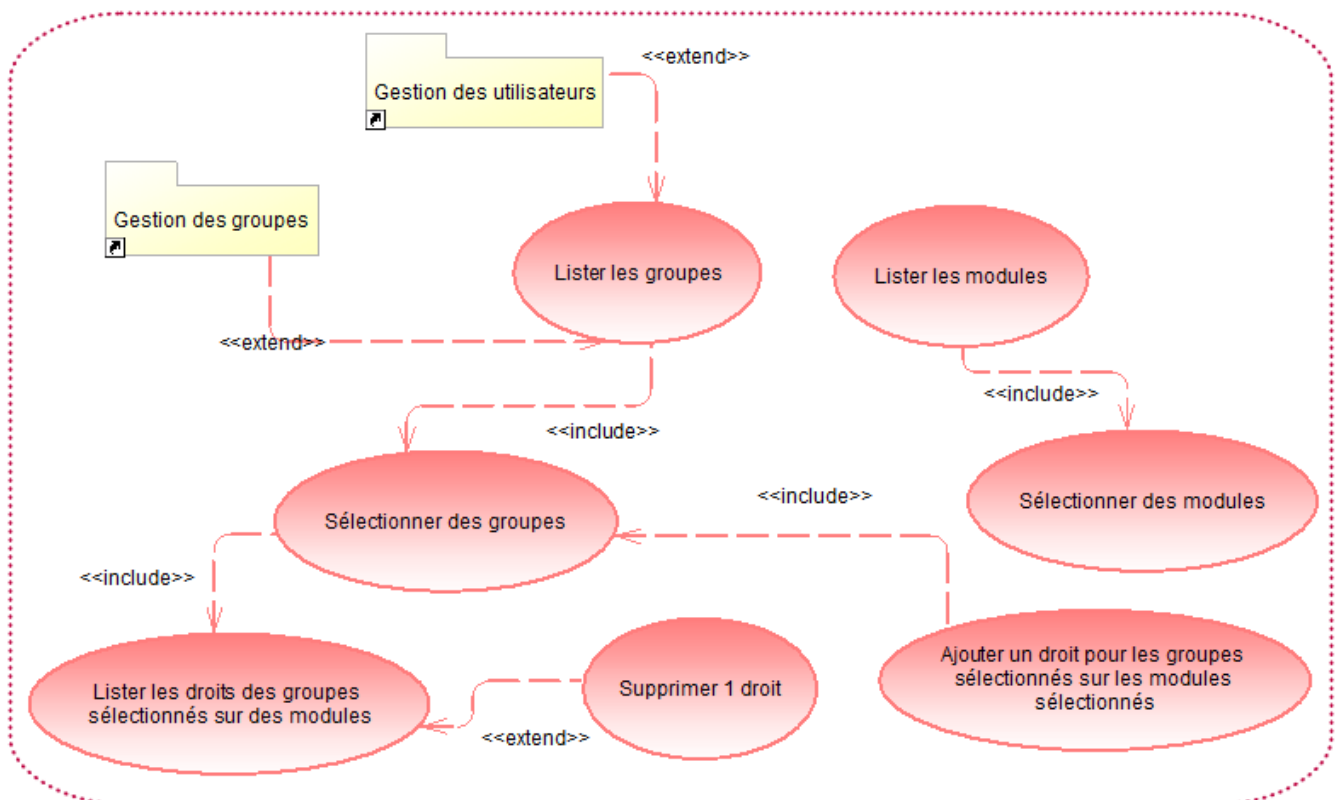 <<extend>>
Gestion des utilisateurs
Gestion des groupes
Lister les groupes
Lister les modules
<<extend>>
<<include>>
<<include>>
Sélectionner des groupes
<<include>>
Sélectionner des modules
<<include>>
Lister les droits des groupes
sélectionnés sur des modules
Supprimer 1 droit
<<extend>>
Ajouter un droit pour les groupes
sélectionnés sur les modules
sélectionnés